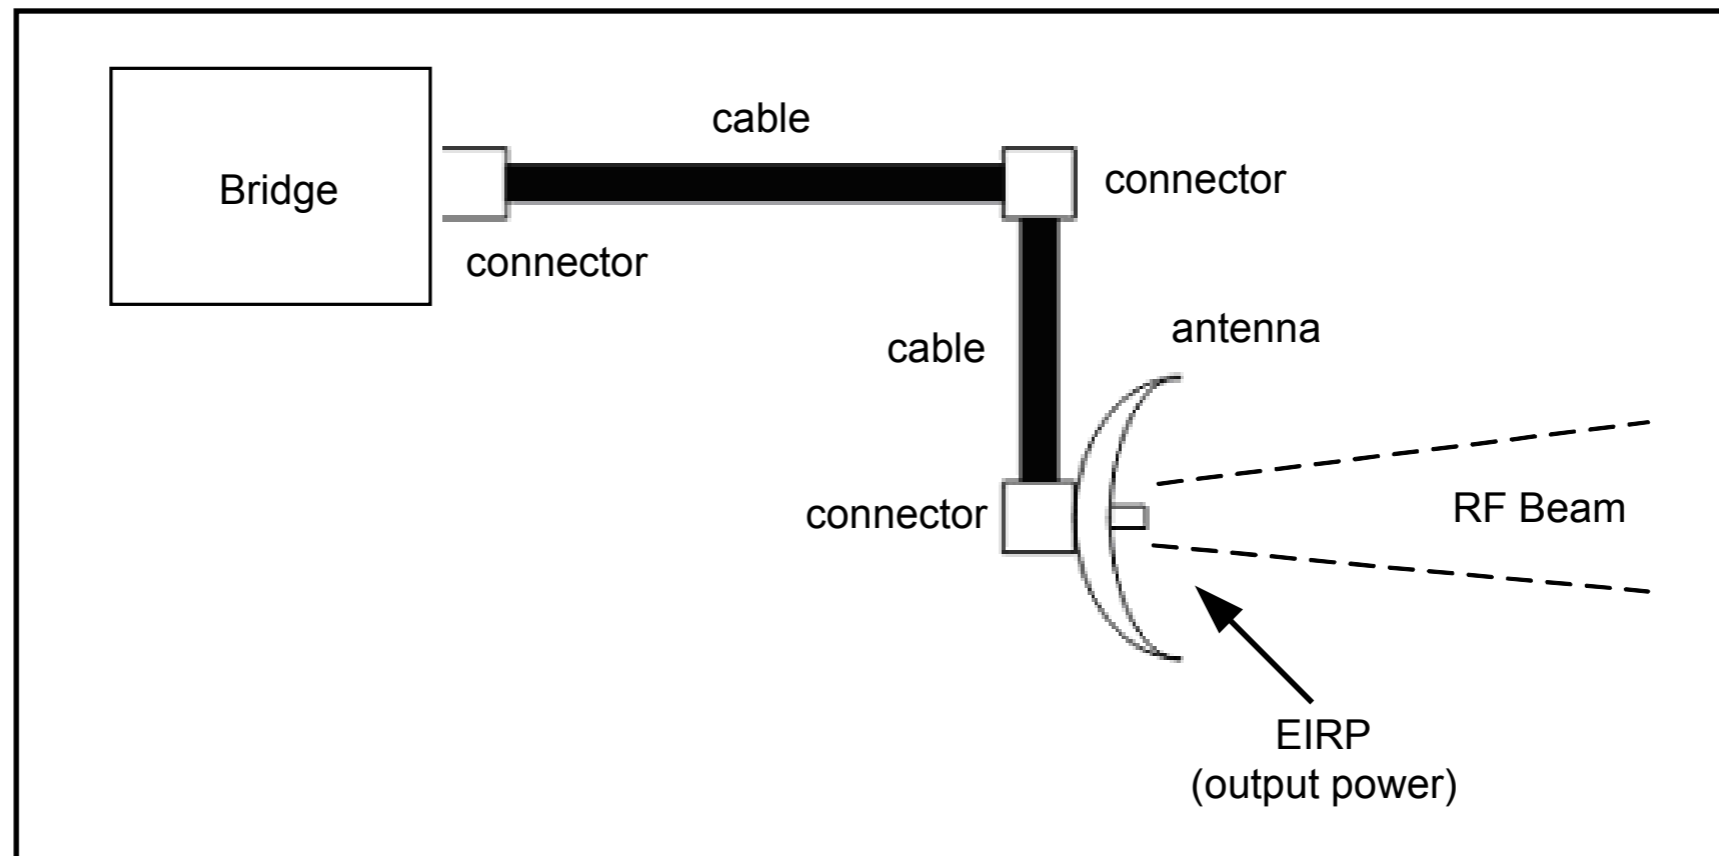 cable
Bridge
connector
connector
antenna
cable
connector
RF Beam
EIRP
(output power)